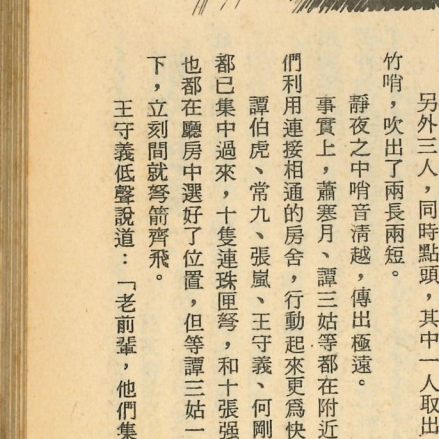 另外三人，同時點頭，其中一人取出
竹哨，吹出了兩長兩短。
靜夜之中哨音淸越，傳出極遠。
事實上，蕭寒月、譚三姑等都在附近
們利用連接相通的房舍，行動起來更爲快
譚伯虎、常九、張嵐、王守義、何剛
都已集中過來，十隻連珠匣弩，和十張强
也都在廳房中選好了位置，但等譚三姑一
下，立刻間就弩箭齊飛。
王守義低聲說道：「老前輩，他們集